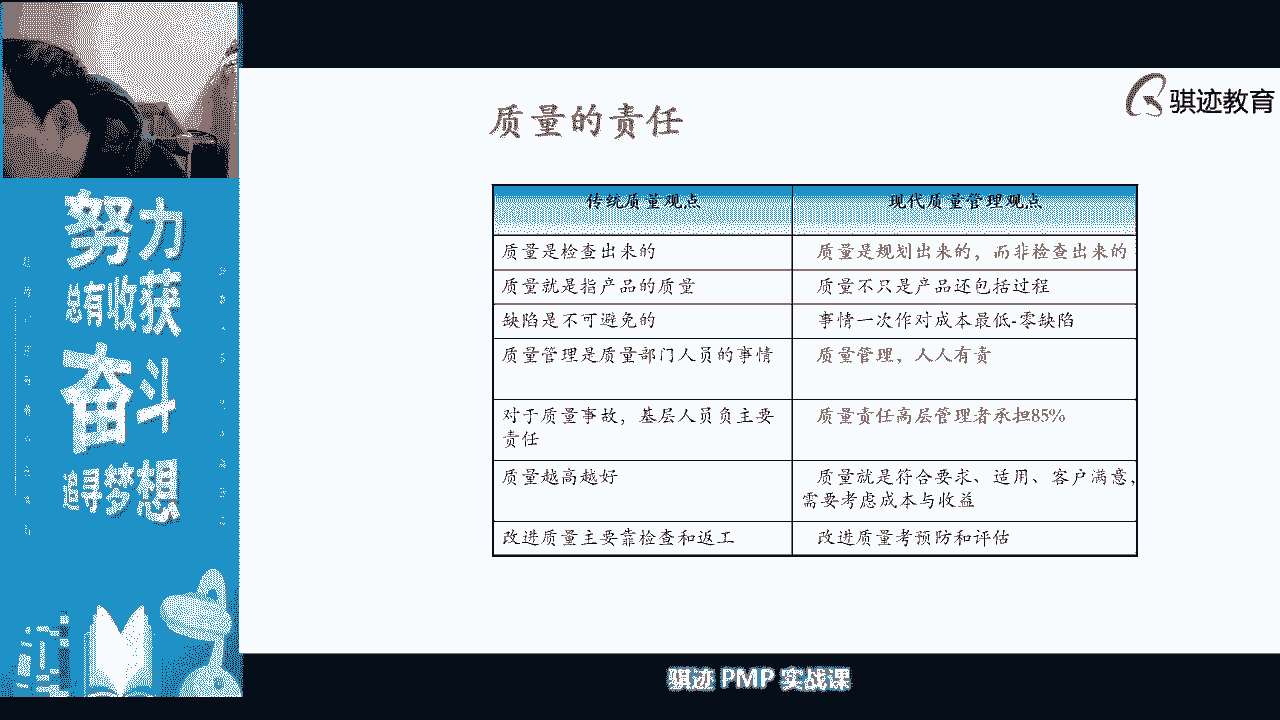 骐迹教育
质量的责任
传统质量观点
现代质量管理观点
质量是检查出来的
质量是规划出来的，而非检查出来的
质量就是指产品的质量
质量不只是产品还包括过程
缺陷是不可避免的
事情一次作对成本最低-零缺陷
质量管理是质量部门人员的事情
质量管理，人人有责
对于质量事故，基层人员负主要
责任
质量责任高层管理者承担85%
质量越高越好
质量就是符合要求、适用、客户满意，
需要考虑成本与收益
改进质量主要靠检查和返工
改进质量考预防和评估
努力
总有收获
奋斗
追寻梦想
骐迹 PMP 实战课